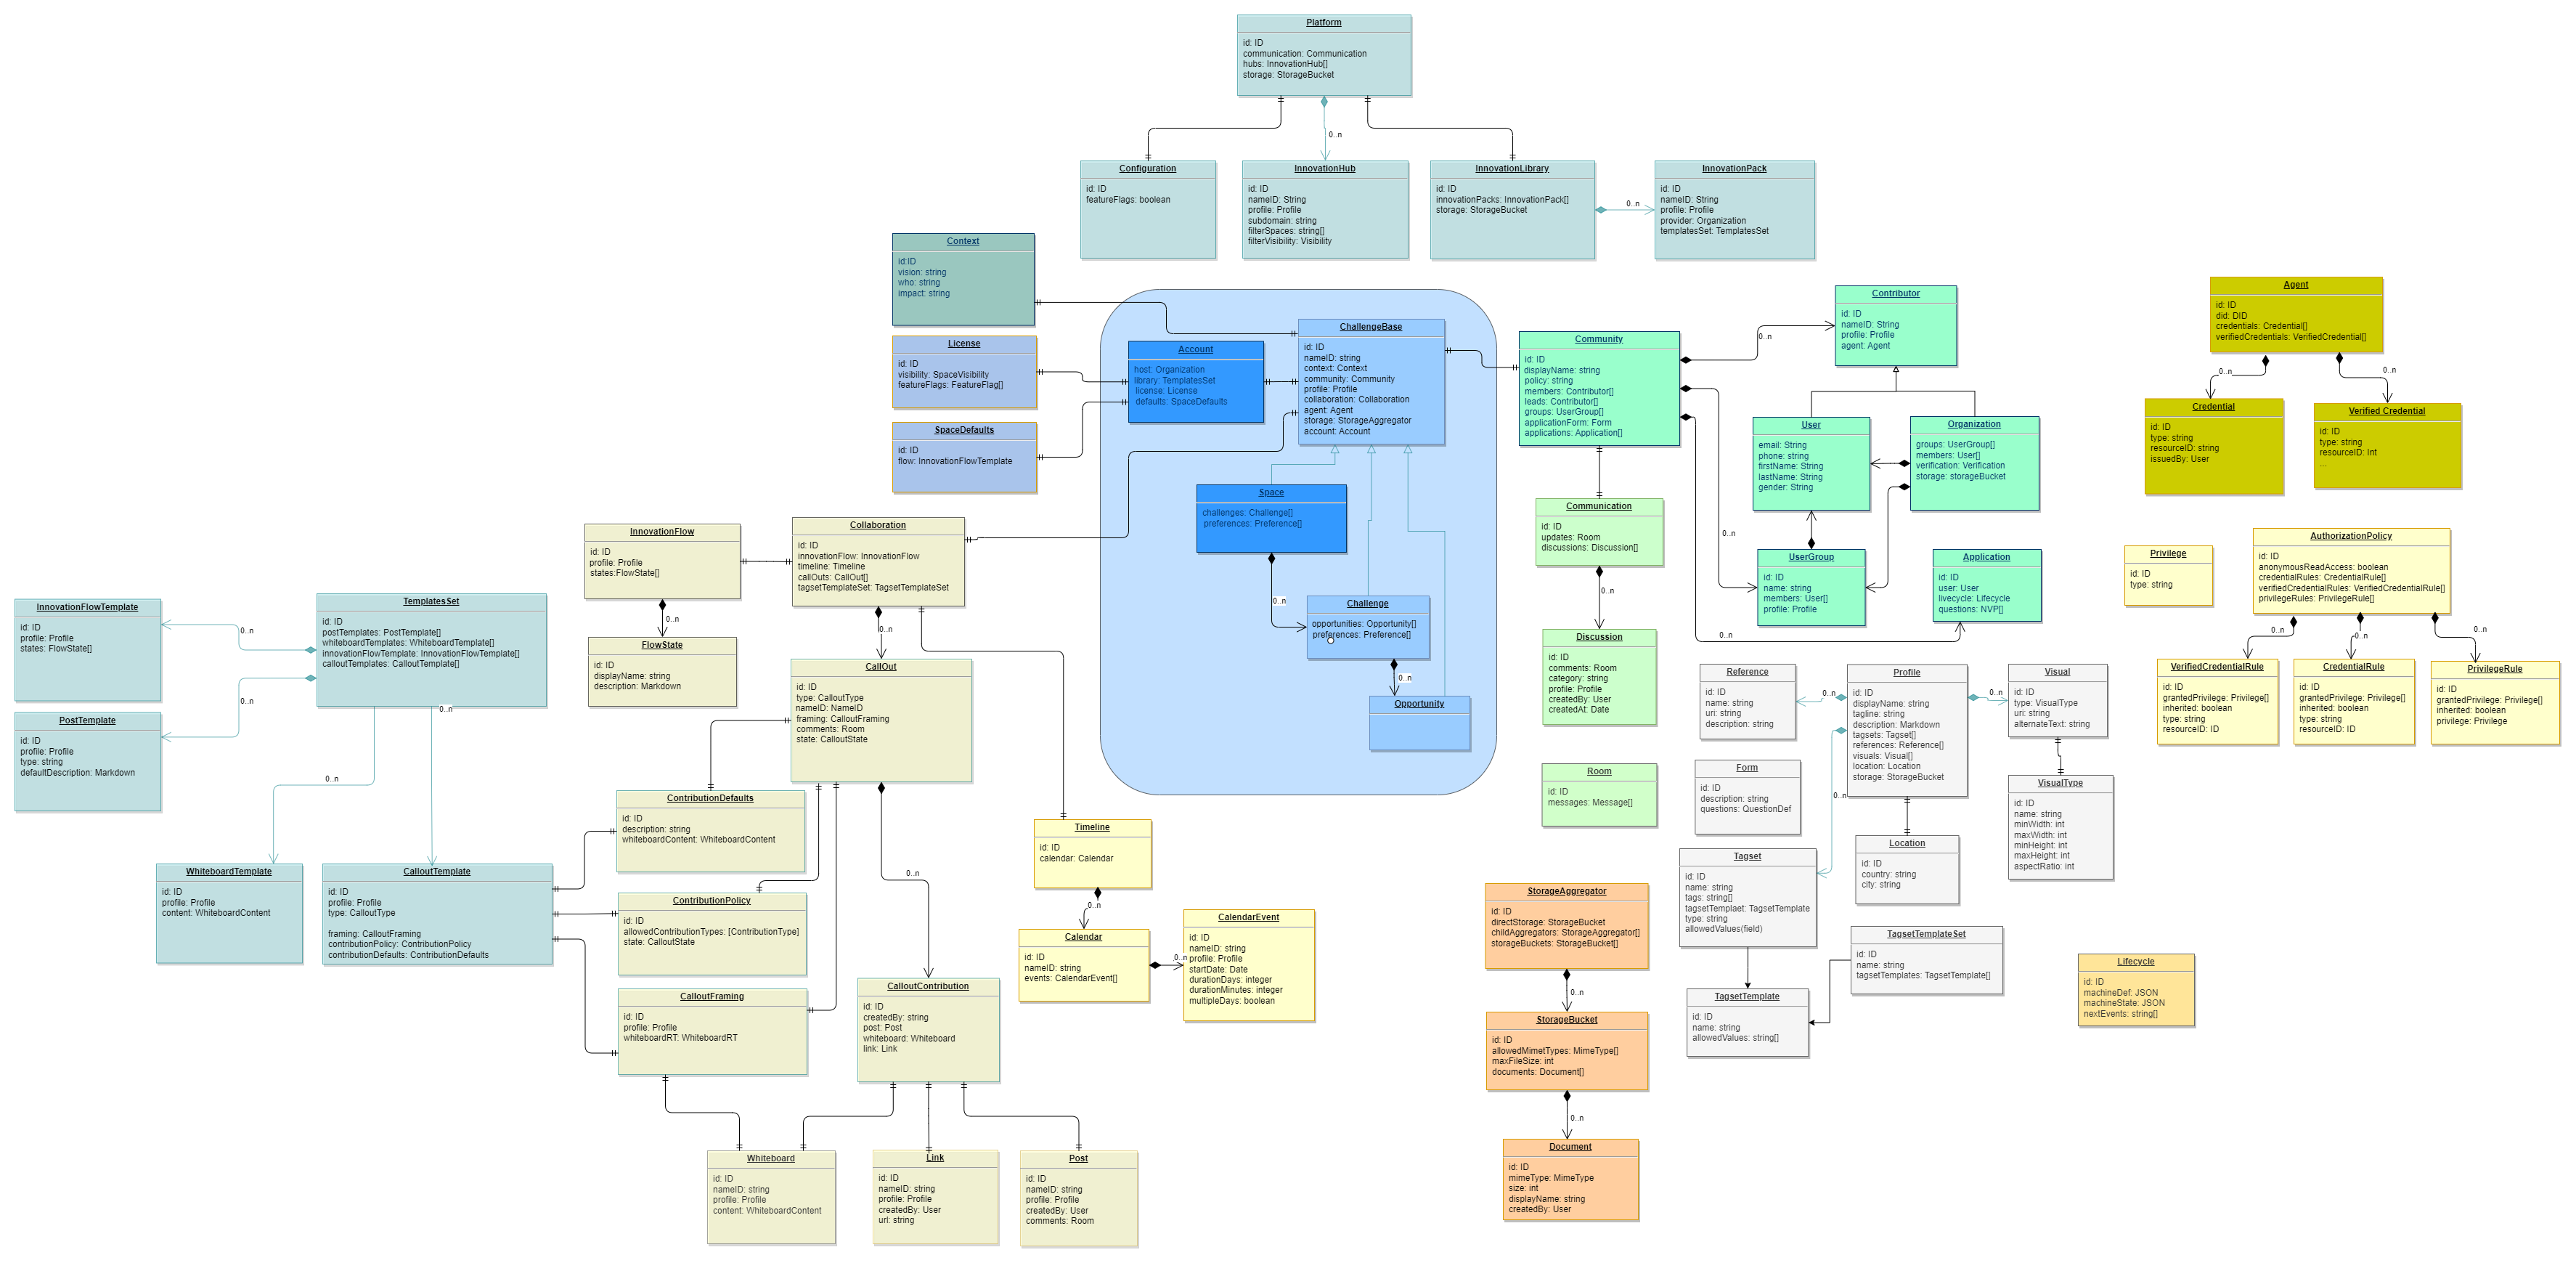 Platform
id: ID
communication: Communication
hubs: InnovationHub[]
storage: StorageBucket
0..n
Configuration
id: ID
featureFlags: boolean
InnovationHub
id: ID
nameID: String
profile: Profile
subdomain: string
filterSpaces: string[]
filterVisibility: Visibility
InnovationLibrary
id: ID
innovationPacks: InnovationPack[]
storage: StorageBucket
0..n
InnovationPack
id: ID
nameID: String
profile: Profile
provider: Organization
templatesSet: TemplatesSet
Context
id:ID
vision: string
who: string
impact: string
License
id: ID
visibility: SpaceVisibility
featureFlags: FeatureFlag[]
SpaceDefaults
id: ID
flow: InnovationFlowTemplate
Account
host: Organization
library: TemplatesSet
license: License
defaults: SpaceDefaults
ChallengeBase
id: ID
nameID: string
context: Context
community: Community
profile: Profile
collaboration: Collaboration
agent: Agent
storage: StorageAggregator
account: Account
Space
challenges: Challenge[]
preferences: Preference[]
0..n
Challenge
opportunities: Opportunity[]
preferences: Preference[]
0..n
Opportunity
Community
id: ID
displayName: string
policy: string
members: Contributor[]
leads: Contributor[]
groups: UserGroup[]
applicationForm: Form
applications: Application[]
0..n
0..n
0..n
Contributor
id: ID
nameID: String
profile: Profile
agent: Agent
User
email: String
phone: string
firstName: String
lastName: String
gender: String
Organization
groups: UserGroup[]
members: User[]
verification: Verification
storage: storageBucket
UserGroup
id: ID
name: string
members: User[]
profile: Profile
Application
id: ID
user: User
livecycle: Lifecycle
questions: NVP[]
Communication
id: ID
updates: Room
discussions: Discussion[]
0..n
Discussion
id: ID
comments: Room
category: string
profile: Profile
createdBy: User
createdAt: Date
Room
id: ID
messages: Message[]
Agent
id: ID
did: DID
credentials: Credential[]
verifiedCredentials: VerifiedCredential[]
0..n
0..n
Credential
id: ID
type: string
resourceID: string
issuedBy: User
Verified Credential
id: ID
type: string
resourceID: Int
...
Privilege
id: ID
type: string
AuthorizationPolicy
id: ID
anonymousReadAccess: boolean
credentialRules: CredentialRule[]
verifiedCredentialRules: VerifiedCredentialRule[]
privilegeRules: PrivilegeRule[]
0..n
0..n
0..n
VerifiedCredentialRule
id: ID
grantedPrivilege: Privilege[]
inherited: boolean
type: string
resourceID: ID
CredentialRule
id: ID
grantedPrivilege: Privilege[]
inherited: boolean
type: string
resourceID: ID
PrivilegeRule
id: ID
grantedPrivilege: Privilege[]
inherited: boolean
privilege: Privilege
InnovationFlow
id: ID
profile: Profile
states:FlowState[]
0..n
FlowState
id: ID
displayName: string
description: Markdown
Collaboration
id: ID
innovationFlow: InnovationFlow
timeline: Timeline
callOuts: CallOut[]
tagsetTemplateSet: TagsetTemplateSet
0..n
CallOut
id: ID
type: CalloutType
nameID: NameID
framing: CalloutFraming
comments: Room
state: CalloutState
0..n
InnovationFlowTemplate
id: ID
profile: Profile
states: FlowState[]
0..n
TemplatesSet
id: ID
postTemplates: PostTemplate[]
whiteboardTemplates: WhiteboardTemplate[]
innovationFlowTemplate: InnovationFlowTemplate[]
calloutTemplates: CalloutTemplate[]
0..n
0..n
0..n
PostTemplate
id: ID
profile: Profile
type: string
defaultDescription: Markdown
WhiteboardTemplate
id: ID
profile: Profile
content: WhiteboardContent
CalloutTemplate
id: ID
profile: Profile
type: CalloutType
framing: CalloutFraming
contributionPolicy: ContributionPolicy
contributionDefaults: ContributionDefaults
ContributionDefaults
id: ID
description: string
whiteboardContent: WhiteboardContent
ContributionPolicy
id: ID
allowedContributionTypes: [ContributionType]
state: CalloutState
CalloutFraming
id: ID
profile: Profile
whiteboardRT: WhiteboardRT
CalloutContribution
id: ID
createdBy: string
post: Post
whiteboard: Whiteboard
link: Link
Whiteboard
id: ID
nameID: string
profile: Profile
content: WhiteboardContent
Link
id: ID
nameID: string
profile: Profile
createdBy: User
url: string
Post
id: ID
nameID: string
profile: Profile
createdBy: User
comments: Room
Timeline
id: ID
calendar: Calendar
0..n
Calendar
id: ID
nameID: string
events: CalendarEvent[]
0..n
CalendarEvent
id: ID
nameID: string
profile: Profile
startDate: Date
durationDays: integer
durationMinutes: integer
multipleDays: boolean
StorageAggregator
id: ID
directStorage: StorageBucket
childAggregators: StorageAggregator[]
storageBuckets: StorageBucket[]
0..n
StorageBucket
id: ID
allowedMimetTypes: MimeType[]
maxFileSize: int
documents: Document[]
0..n
Document
id: ID
mimeType: MimeType
size: int
displayName: string
createdBy: User
Reference
id: ID
name: string
uri: string
description: string
0..n
Profile
id: ID
displayName: string
tagline: string
description: Markdown
tagsets: Tagset[]
references: Reference[]
visuals: Visual[]
location: Location
storage: StorageBucket
0..n
0..n
Visual
id: ID
type: VisualType
uri: string
alternateText: string
VisualType
id: ID
name: string
minWidth: int
maxWidth: int
minHeight: int
maxHeight: int
aspectRatio: int
Form
id: ID
description: string
questions: QuestionDef
Location
id: ID
country: string
city: string
Tagset
id: ID
name: string
tags: string[]
tagsetTemplaet: TagsetTemplate
type: string
allowedValues(field)
TagsetTemplateSet
id: ID
name: string
tagsetTemplates: TagsetTemplate[]
TagsetTemplate
id: ID
name: string
allowedValues: string[]
Lifecycle
id: ID
machineDef: JSON
machineState: JSON
nextEvents: string[]